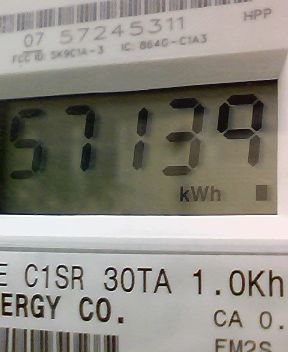 HPP
07 57245311
FCC ID: SK9C1A-3 IC: 864G-C1A3
57139
kWh
E C1SR 30TA 1.0Kh
ERGY CO.
CA 0.
FM2S